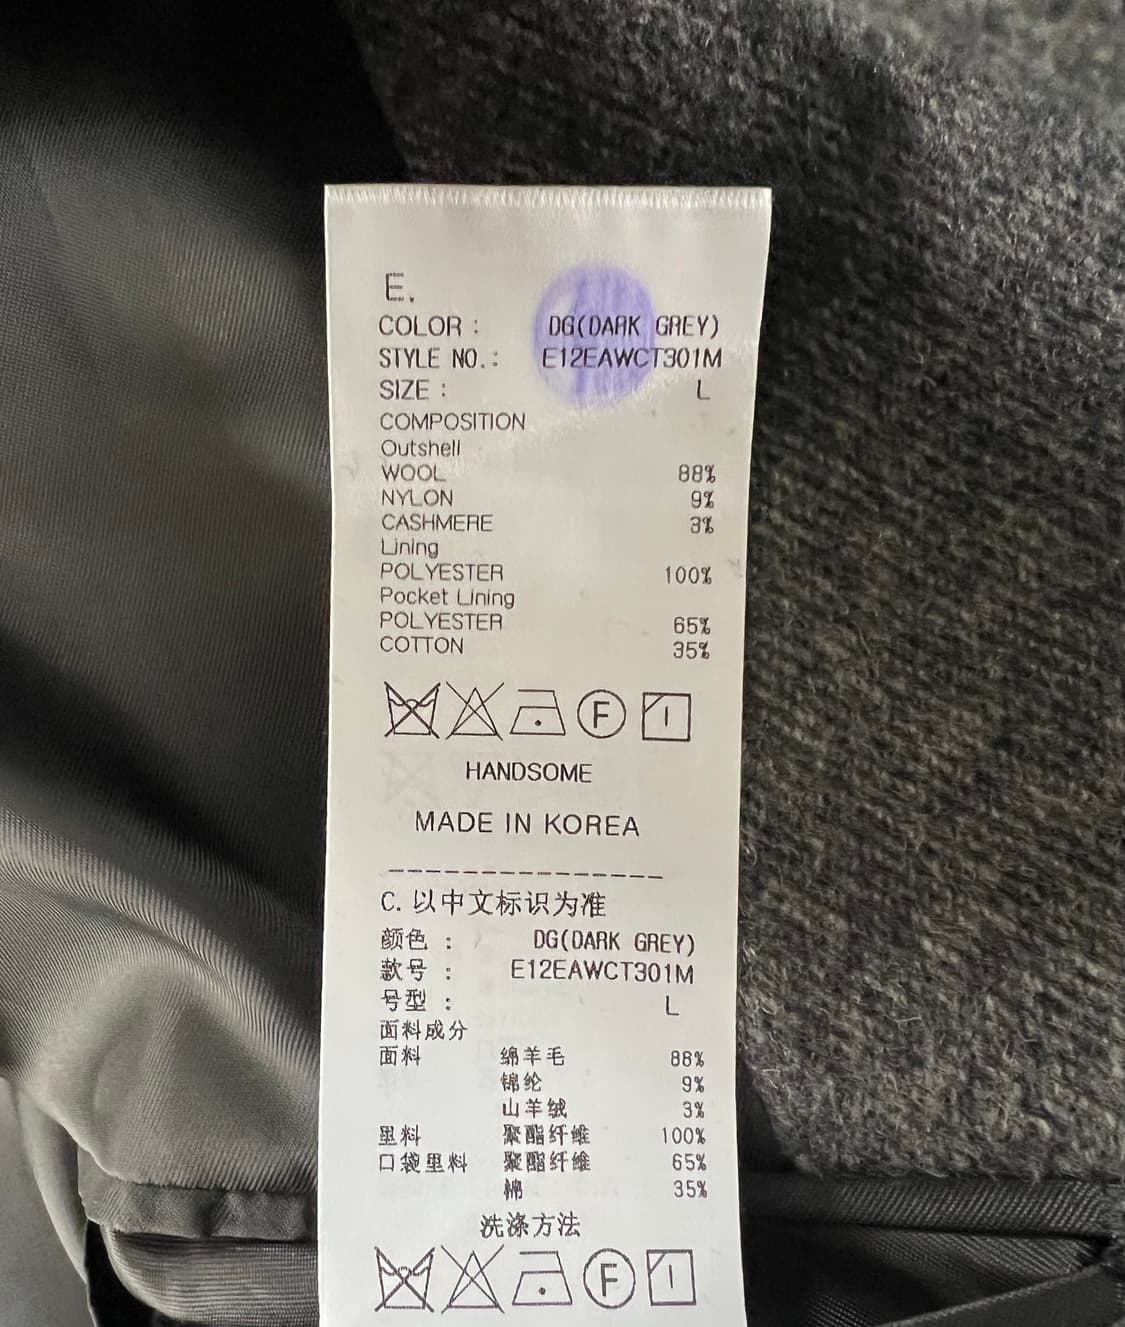 E.
COLOR : DG(DARK GREY)
STYLE NO.: E12EAWCT301M
SIZE : L
COMPOSITION
Outshell
WOOL 88%
NYLON 9%
CASHMERE 3%
Lining
POLYESTER 100%
Pocket Lining
POLYESTER 65%
COTTON 35%
F
HANDSOME
MADE IN KOREA
C. 以中文标识为准
颜色 : DG(DARK GREY)
款号 : E12EAWCT301M
号型 : L
面料成分
面料 绵羊毛 88%
锦纶 9%
山羊绒 3%
里料 聚酯纤维 100%
口袋里料 聚酯纤维 65%
棉 35%
洗涤方法
F